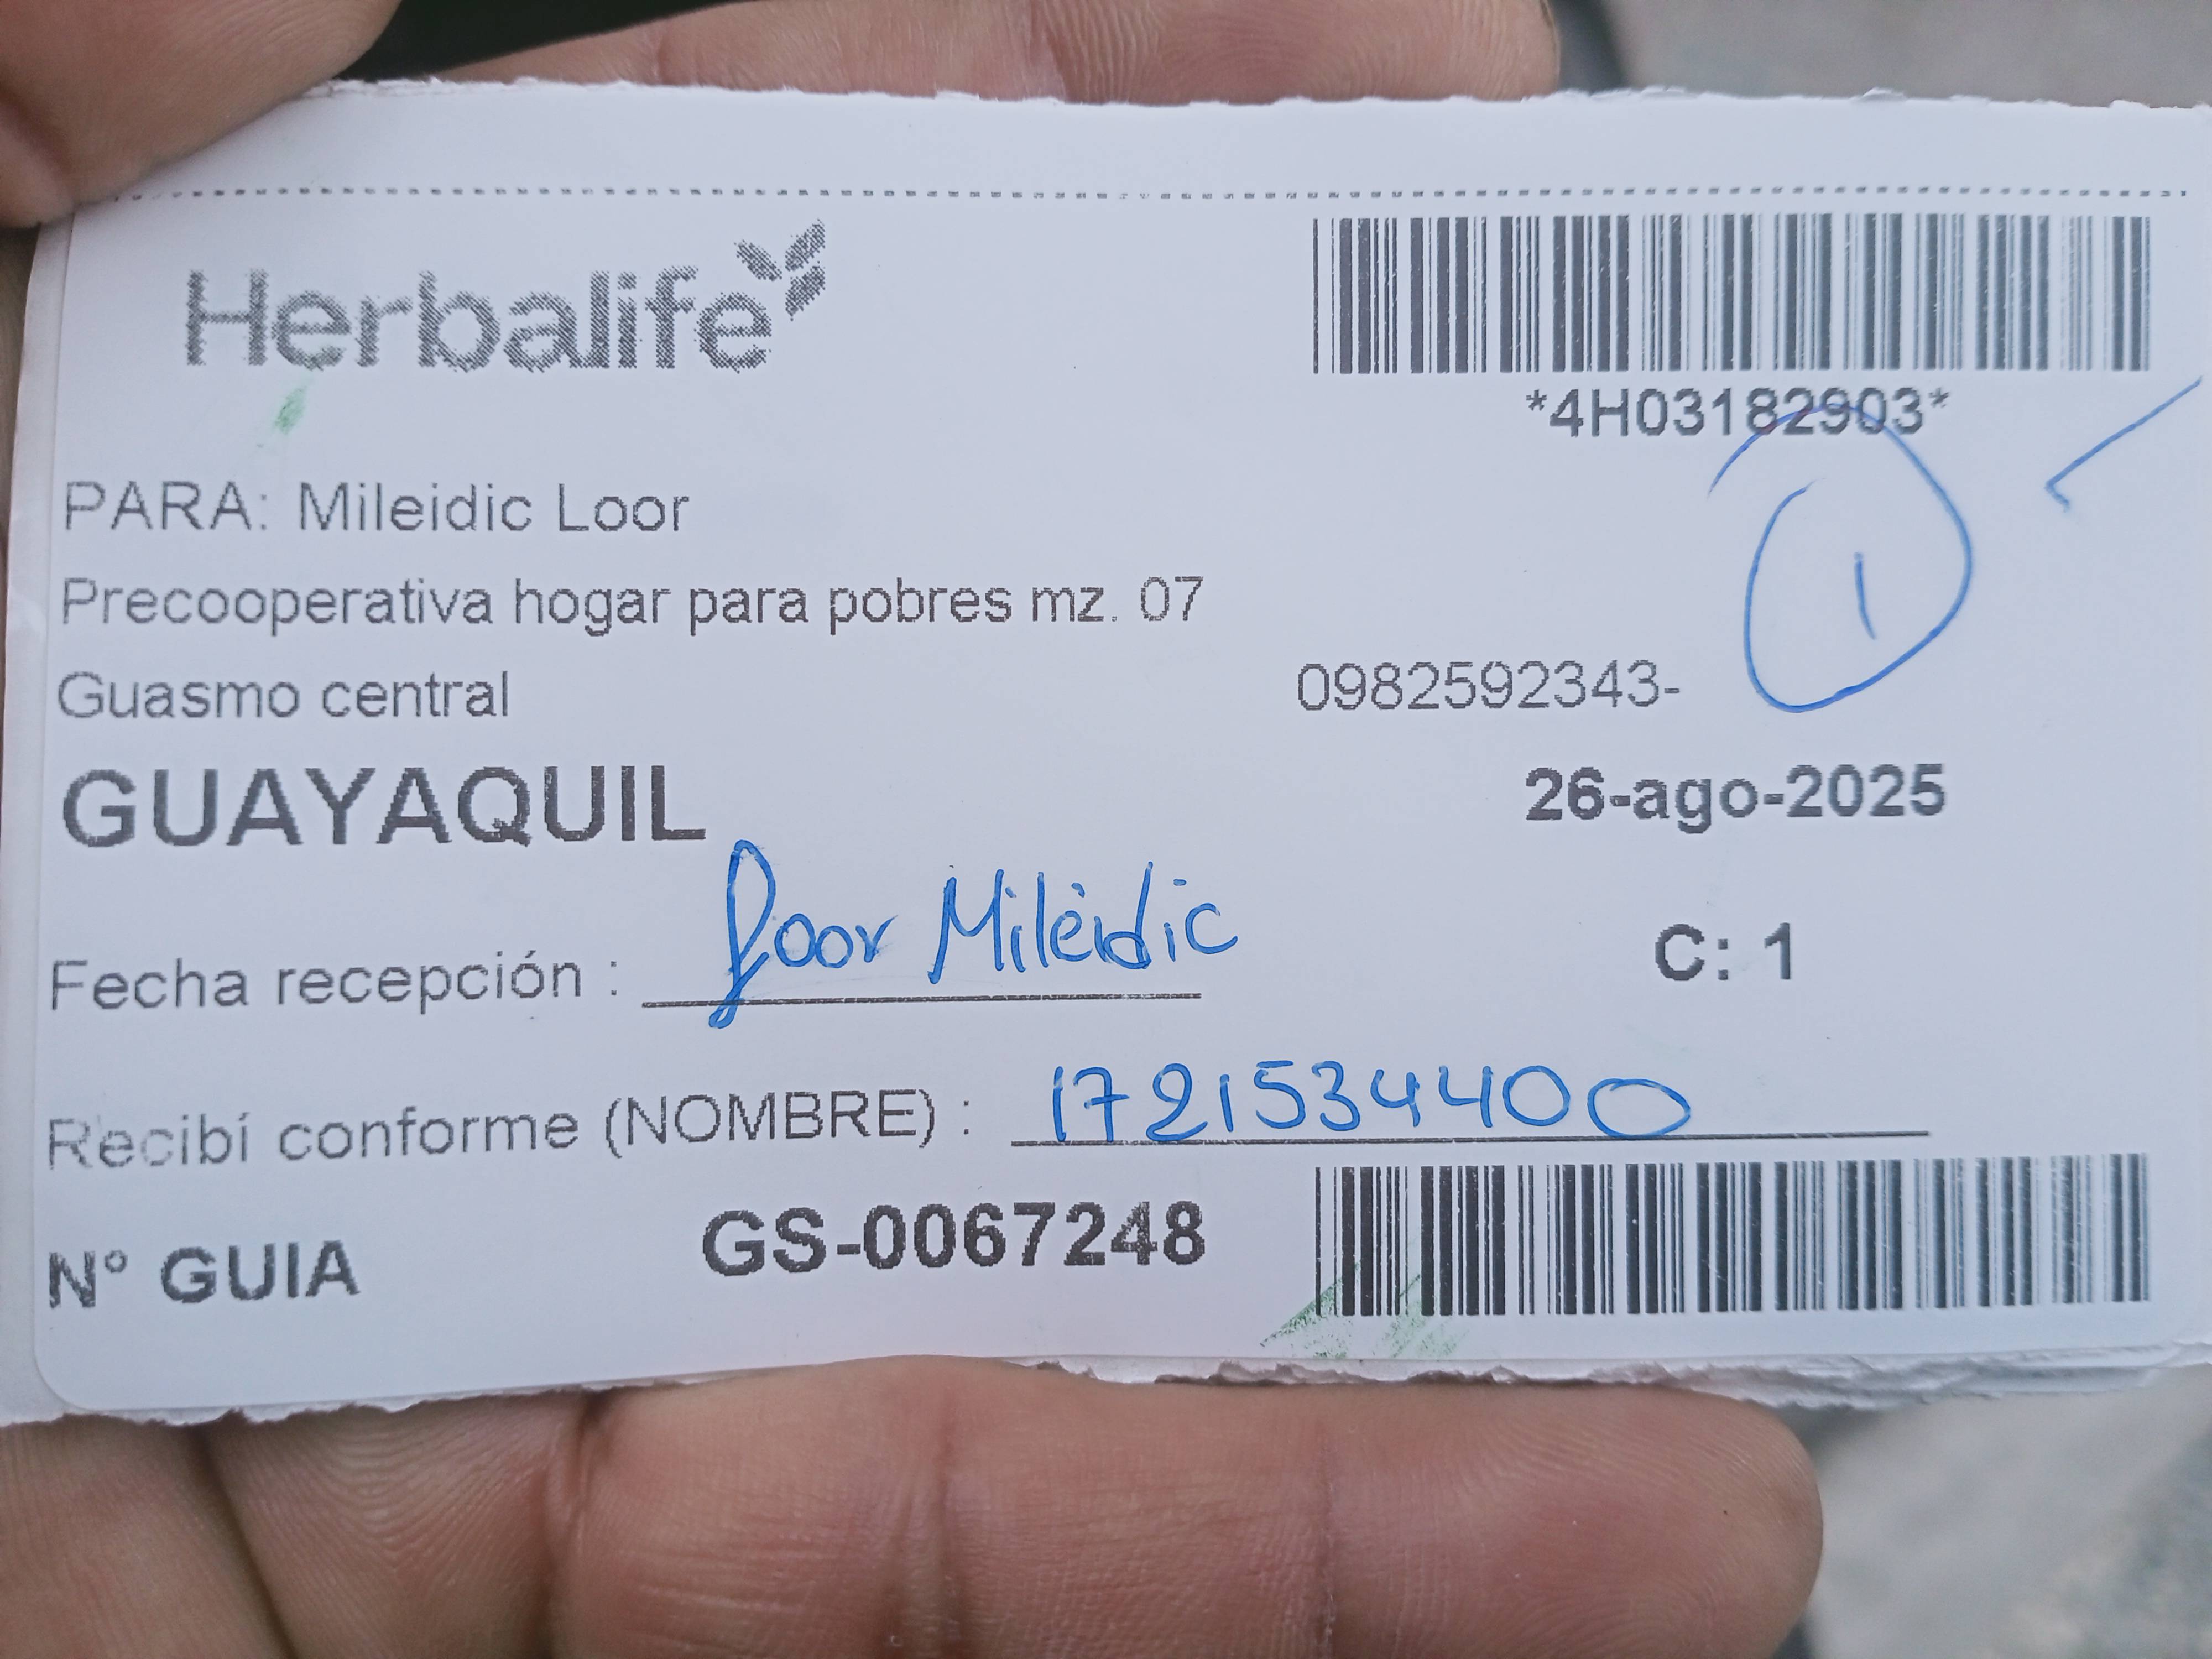 Herbalife
*4H03182903*
PARA: Mileidic Loor
1
Precooperativa hogar para pobres mz. 07
Guasmo central 0982592343-
GUAYAQUIL 26-ago-2025
Fecha recepción : Loor Mileidic C: 1
Recibí conforme (NOMBRE) : 1721534400
N° GUIA GS-0067248